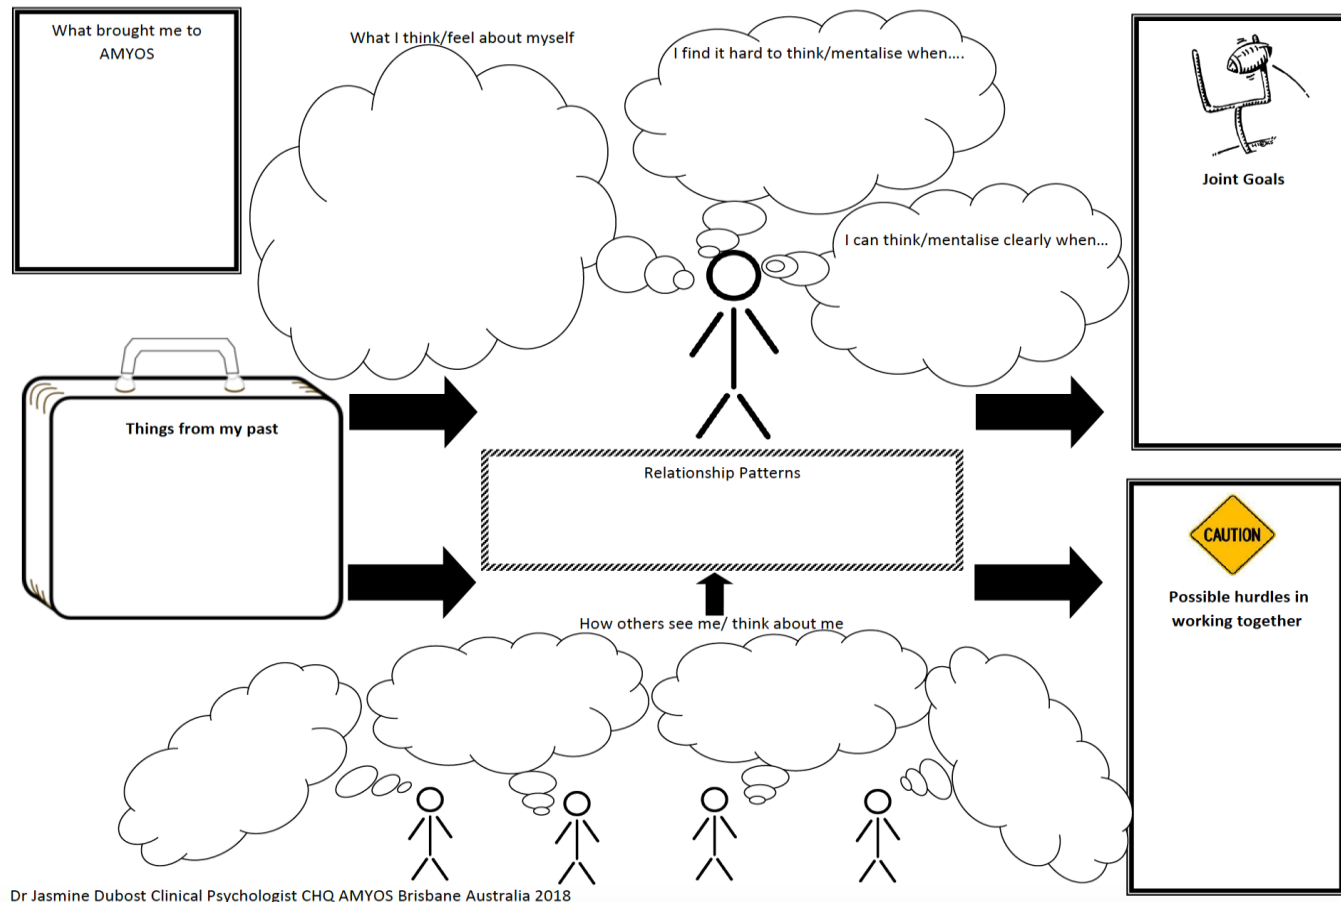 What brought me to
AMYOS
What I think/feel about myself
I find it hard to think/mentalise when....
I can think/mentalise clearly when...
Joint Goals
Things from my past
Relationship Patterns
CAUTION
Possible hurdles in
working together
How others see me/ think about me
Dr Jasmine Dubost Clinical Psychologist CHQ AMYOS Brisbane Australia 2018